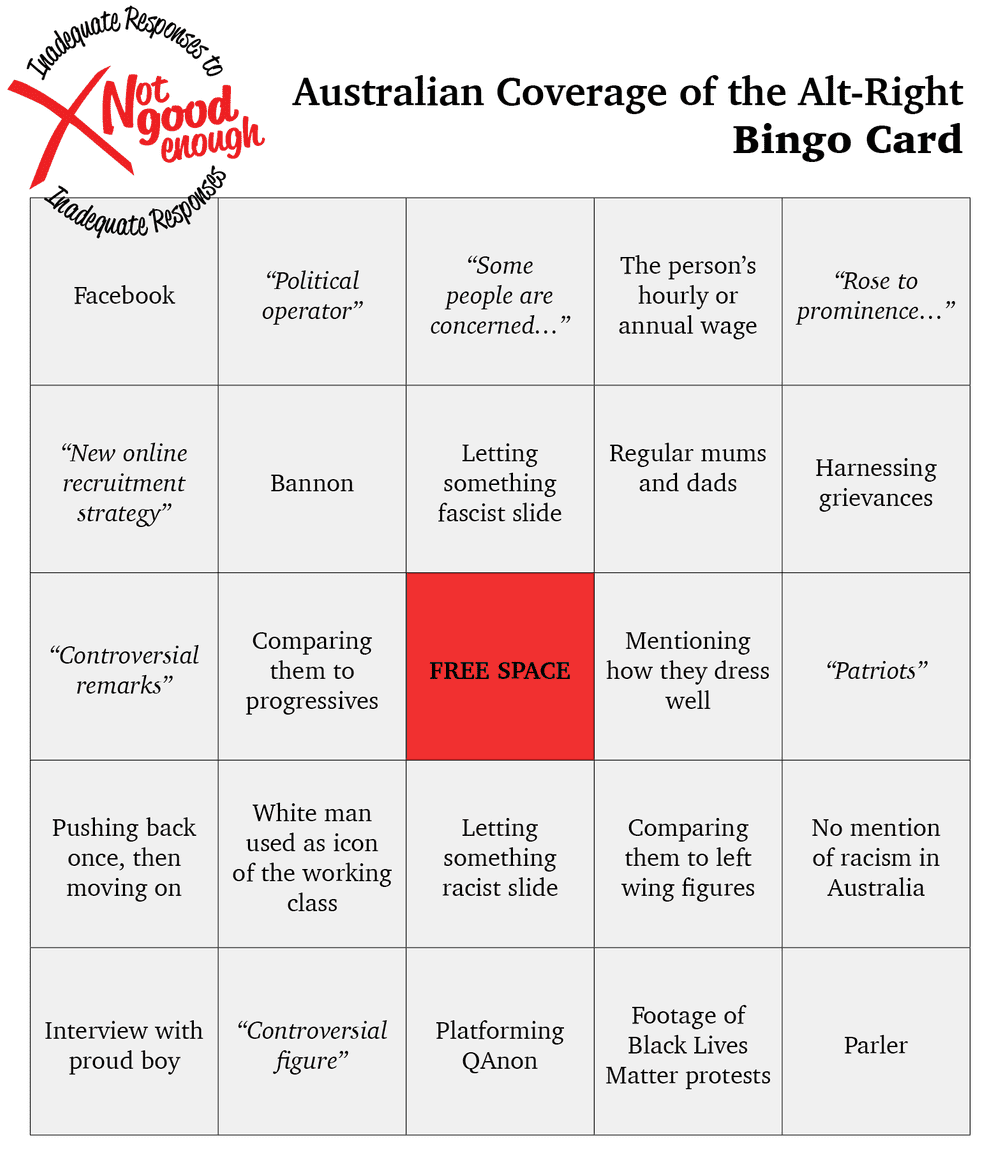 Inadequate Responses to
Not
good
enough
Inadequate Responses
Australian Coverage of the Alt-Right
Bingo Card
Facebook
“Political
operator”
“Some
people are
concerned…”
The person’s
hourly or
annual wage
“Rose to
prominence…”
“New online
recruitment
strategy”
Bannon
Letting
something
fascist slide
Regular mums
and dads
Harnessing
grievances
“Controversial
remarks”
Comparing
them to
progressives
FREE SPACE
Mentioning
how they dress
well
“Patriots”
Pushing back
once, then
moving on
White man
used as icon
of the working
class
Letting
something
racist slide
Comparing
them to left
wing figures
No mention
of racism in
Australia
Interview with
proud boy
“Controversial
figure”
Platforming
QAnon
Footage of
Black Lives
Matter protests
Parler